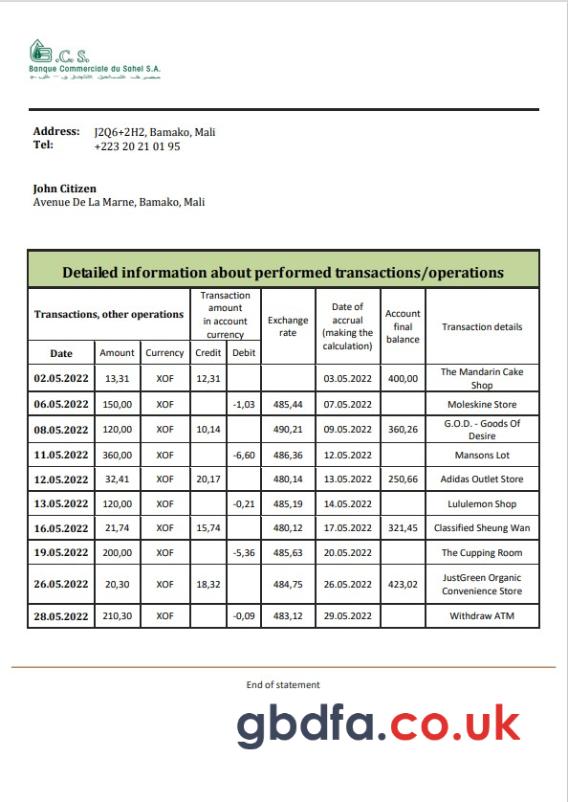 B.C.S.
Banque Commerciale du Sahel S.A.
Address: J2Q6+2H2, Bamako, Mali
Tel: +223 20 21 01 95
John Citizen
Avenue De La Marne, Bamako, Mali
Detailed information about performed transactions/operations
Transactions, other operations
Transaction
amount
in account
currency
Exchange
rate
Date of
accrual
(making the
calculation)
Account
final
balance
Transaction details
Date Amount Currency Credit Debit
02.05.2022 13,31 XOF 12,31 03.05.2022 400,00 The Mandarin Cake
Shop
06.05.2022 150,00 XOF -1,03 485,44 07.05.2022 Moleskine Store
08.05.2022 120,00 XOF 10,14 490,21 09.05.2022 360,26 G.O.D. - Goods Of
Desire
11.05.2022 360,00 XOF -6,60 486,36 12.05.2022 Mansons Lot
12.05.2022 32,41 XOF 20,17 480,14 13.05.2022 250,66 Adidas Outlet Store
13.05.2022 120,00 XOF -0,21 485,19 14.05.2022 Lululemon Shop
16.05.2022 21,74 XOF 15,74 480,12 17.05.2022 321,45 Classified Sheung Wan
19.05.2022 200,00 XOF -5,36 485,63 20.05.2022 The Cupping Room
26.05.2022 20,30 XOF 18,32 484,75 26.05.2022 423,02 JustGreen Organic
Convenience Store
28.05.2022 210,30 XOF -0,09 483,12 29.05.2022 Withdraw ATM
End of statement
gbdfa.co.uk